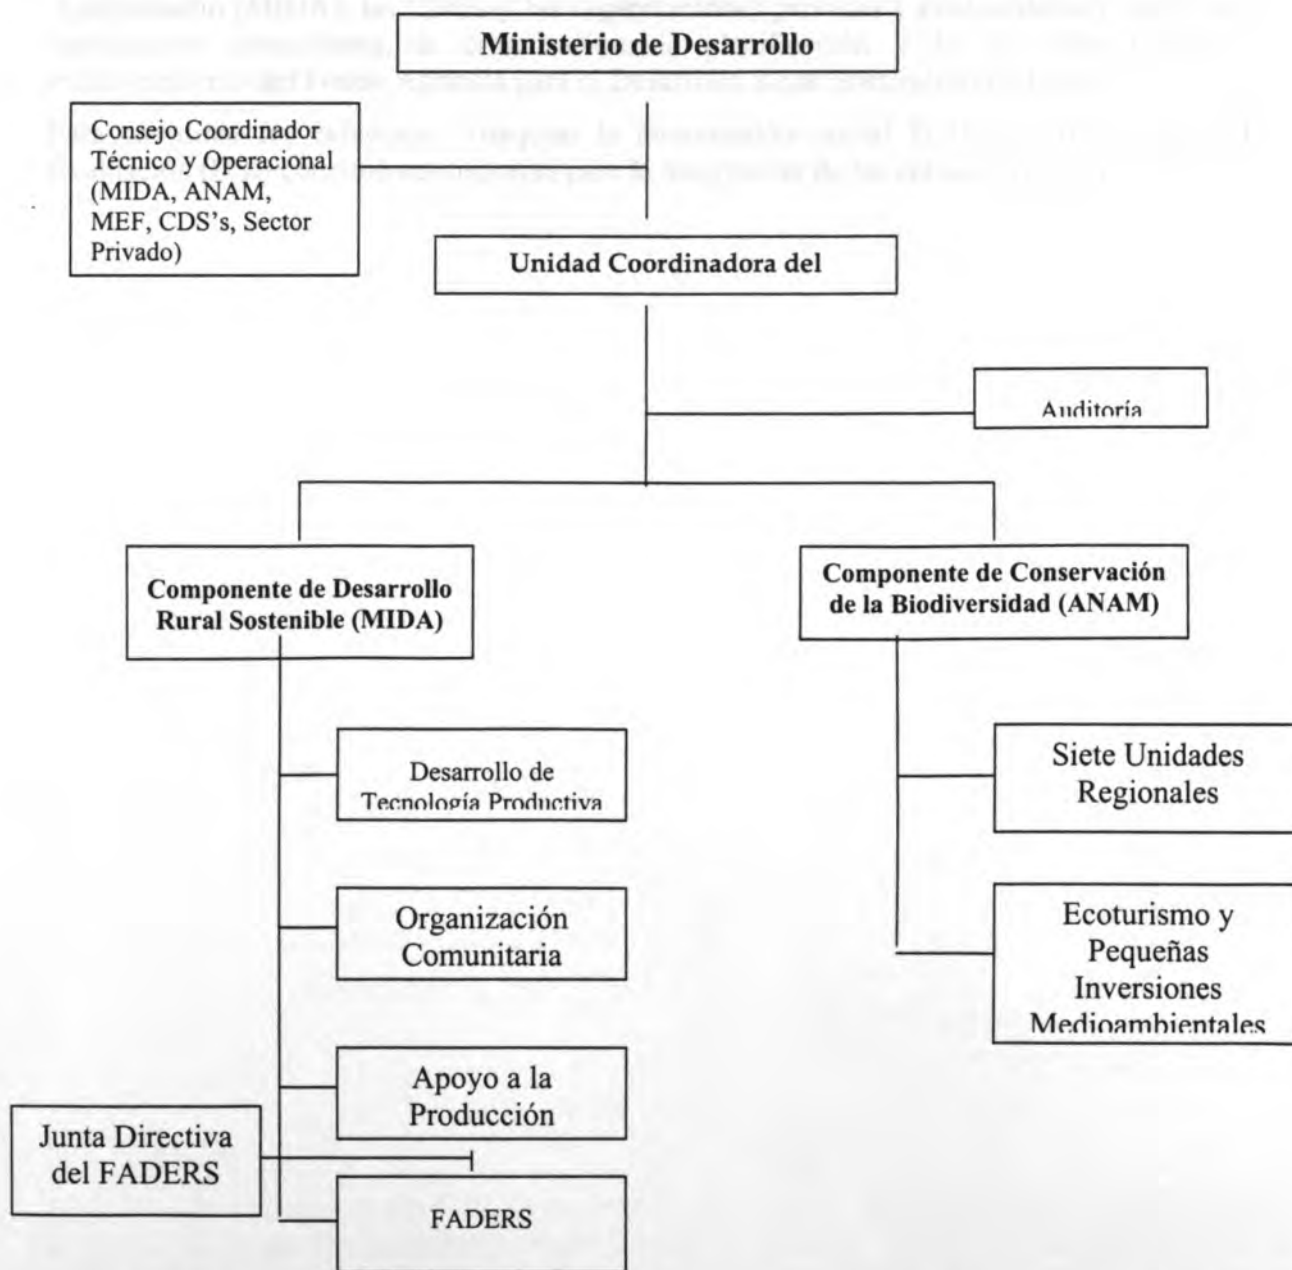 Ministerio de Desarrollo
Consejo Coordinador
Técnico y Operacional
(MIDA, ANAM,
MEF, CDS's, Sector
Privado)
Unidad Coordinadora del
Auditoría
Componente de Desarrollo
Rural Sostenible (MIDA)
Componente de Conservación
de la Biodiversidad (ANAM)
Desarrollo de
Tecnología Productiva
Siete Unidades
Regionales
Organización
Comunitaria
Ecoturismo y
Pequeñas
Inversiones
Medioambientales
Apoyo a la
Producción
Junta Directiva
del FADERS
FADERS